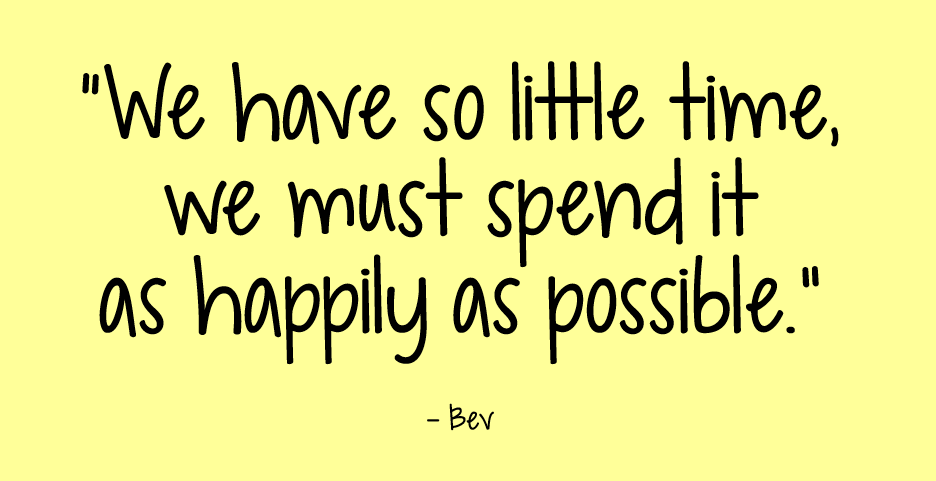 "We have so little time,
we must spend it
as happily as possible."
- Bev